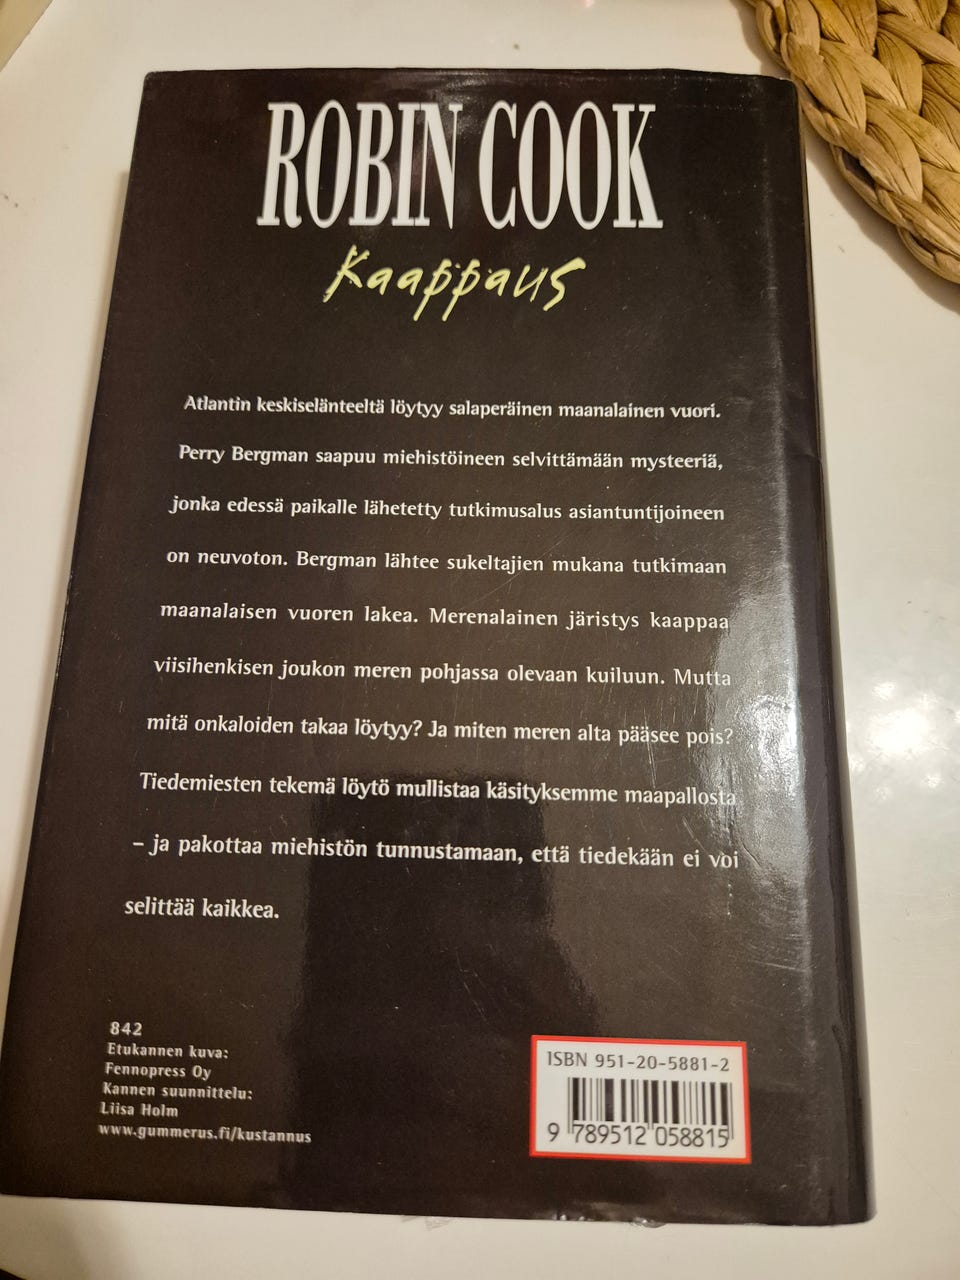 ROBIN COOK
Kaappaus
Atlantin keskiselänteeltä löytyy salaperäinen maanalainen vuori.
Perry Bergman saapuu miehistöineen selvittämään mysteeriä,
jonka edessä paikalle lähetetty tutkimusalus asiantuntijoineen
on neuvoton. Bergman lähtee sukeltajien mukana tutkimaan
maanalaisen vuoren lakea. Merenalainen järistys kaappaa
viisihenkisen joukon meren pohjassa olevaan kuiluun. Mutta
mitä onkaloiden takaa löytyy? Ja miten meren alta pääsee pois?
Tiedemiesten tekemä löytö mullistaa käsityksemme maapallosta
– ja pakottaa miehistön tunnustamaan, että tiedekään ei voi
selittää kaikkea.
842
Etukannen kuva:
Fennopress Oy
Kannen suunnittelu:
Liisa Holm
www.gummerus.fi/kustannus
ISBN 951-20-5881-2
9 789512 058815